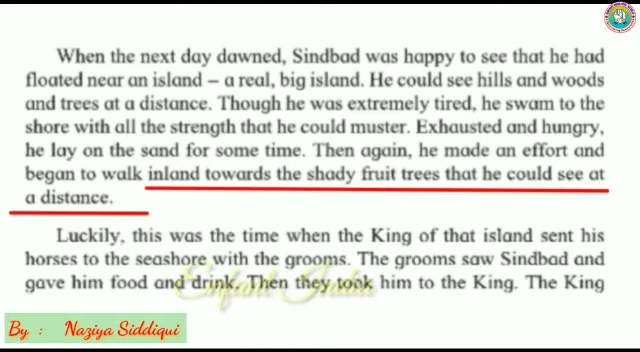 When the next day dawned, Sindbad was happy to see that he had
floated near an island – a real, big island. He could see hills and woods
and trees at a distance. Though he was extremely tired, he swam to the
shore with all the strength that he could muster. Exhausted and hungry,
he lay on the sand for some time. Then again, he made an effort and
began to walk inland towards the shady fruit trees that he could see at
a distance.
Luckily, this was the time when the King of that island sent his
horses to the seashore with the grooms. The grooms saw Sindbad and
gave him food and drink. Then they took him to the King. The King
Enfant India
By : Naziya Siddiqui